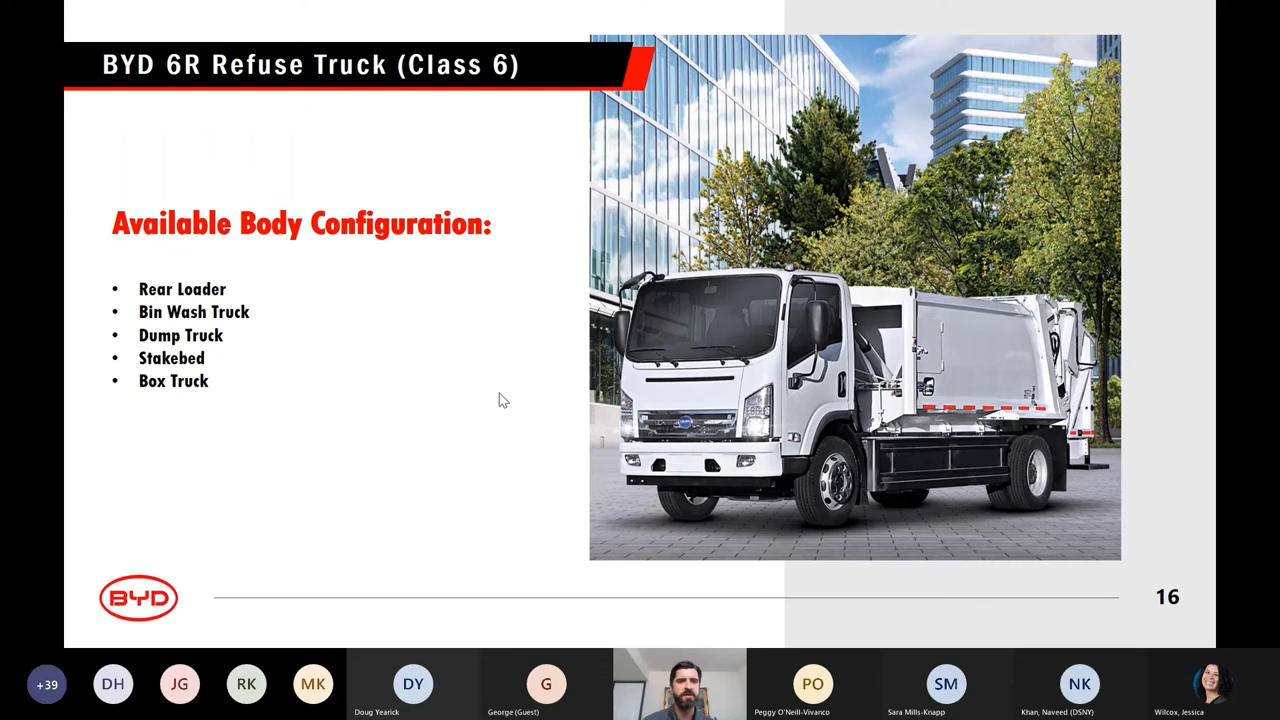 BYD 6R Refuse Truck (Class 6)
Available Body Configuration:
• Rear Loader
• Bin Wash Truck
• Dump Truck
• Stakebed
• Box Truck
BYD
16
+39
DH
JG
RK
MK
DY
Doug Yearick
G
George (Guest)
PO
Peggy O'Neill-Vivanco
SM
Sara Mills-Knapp
NK
Khan, Naveed (DSNY)
Wilcox, Jessica